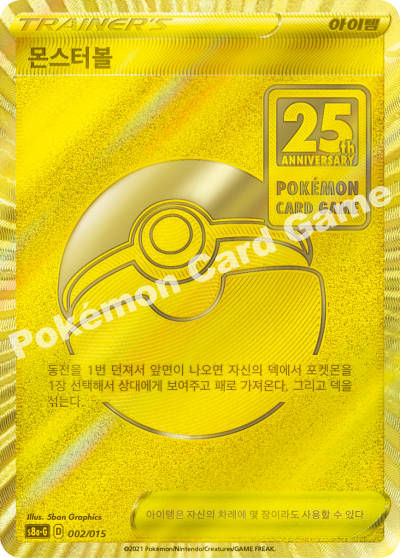 TRAINER'S 아이템
몬스터볼
25th
ANNIVERSARY
POKÉMON
CARD GAME
Pokémon Card Game
동전을 1번 던져서 앞면이 나오면 자신의 덱에서 포켓몬을
1장 선택해서 상대에게 보여주고 패로 가져온다. 그리고 덱을
섞는다.
Illus. 5ban Graphics
s8a-G D 002/015
아이템은 자신의 차례에 몇 장이라도 사용할 수 있다.
©2021 Pokémon/Nintendo/Creatures/GAME FREAK.